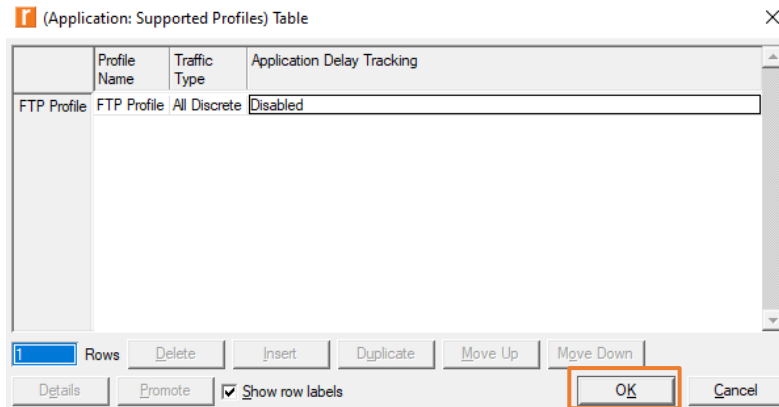 (Application: Supported Profiles) Table
Profile Name Traffic Type Application Delay Tracking
FTP Profile FTP Profile All Discrete Disabled
1 Rows Delete Insert Duplicate Move Up Move Down
Details Promote Show row labels OK Cancel